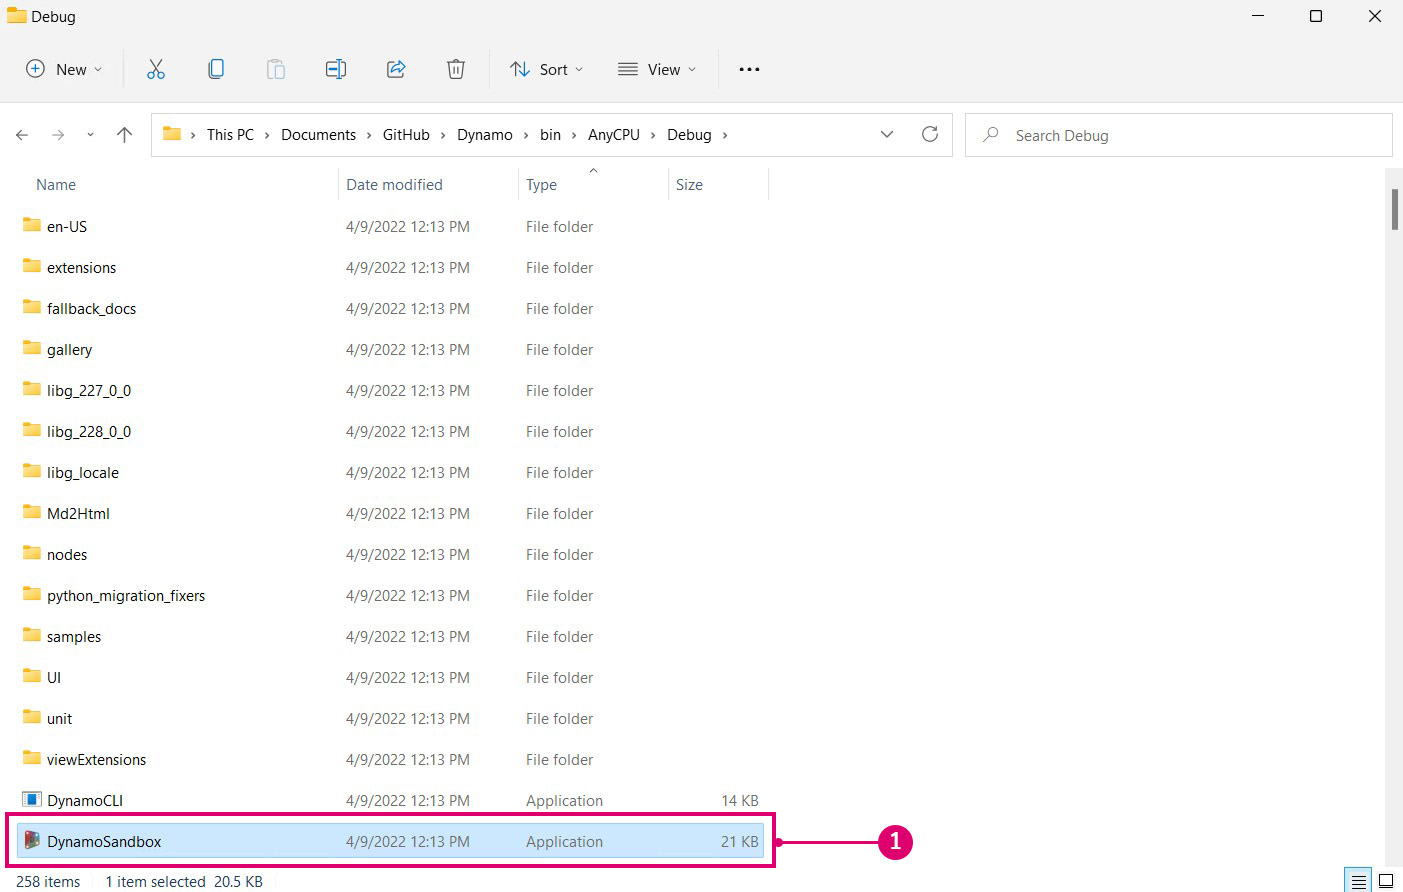 Debug
New Sort View
This PC > Documents > GitHub > Dynamo > bin > AnyCPU > Debug > Search Debug
Name Date modified Type Size
en-US 4/9/2022 12:13 PM File folder
extensions 4/9/2022 12:13 PM File folder
fallback_docs 4/9/2022 12:13 PM File folder
gallery 4/9/2022 12:13 PM File folder
libg_227_0_0 4/9/2022 12:13 PM File folder
libg_228_0_0 4/9/2022 12:13 PM File folder
libg_locale 4/9/2022 12:13 PM File folder
Md2Html 4/9/2022 12:13 PM File folder
nodes 4/9/2022 12:13 PM File folder
python_migration_fixers 4/9/2022 12:13 PM File folder
samples 4/9/2022 12:13 PM File folder
UI 4/9/2022 12:13 PM File folder
unit 4/9/2022 12:13 PM File folder
viewExtensions 4/9/2022 12:13 PM File folder
DynamoCLI 4/9/2022 12:13 PM Application 14 KB
DynamoSandbox 4/9/2022 12:13 PM Application 21 KB 1
258 items 1 item selected 20.5 KB